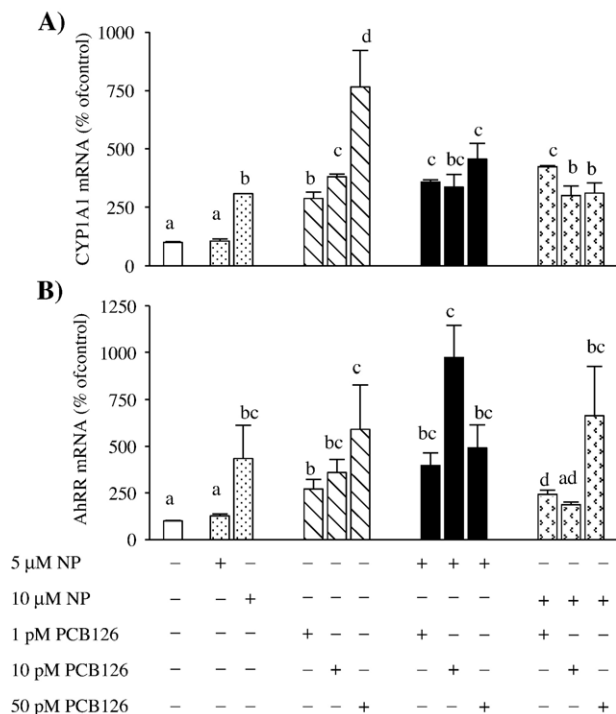 A)
CYP1A1 mRNA (% ofcontrol)
1000
750
500
250
0
a
a
b
b
c
d
c
bc
c
c
b
b
B)
AhRR mRNA (% ofcontrol)
1250
1000
750
500
250
0
a
a
bc
b
bc
c
bc
c
bc
d
ad
bc
5 µM NP – + – – – – + + + – – –
10 µM NP – – + – – – – – – + + +
1 pM PCB126 – – – + – – + – – + – –
10 pM PCB126 – – – – + – – + – – + –
50 pM PCB126 – – – – – + – – + – – +